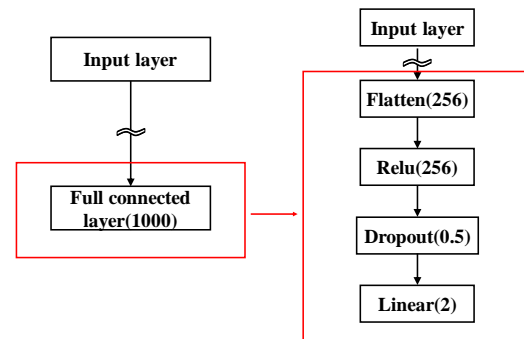 Input layer
Full connected
layer(1000)
Input layer
Flatten(256)
Relu(256)
Dropout(0.5)
Linear(2)